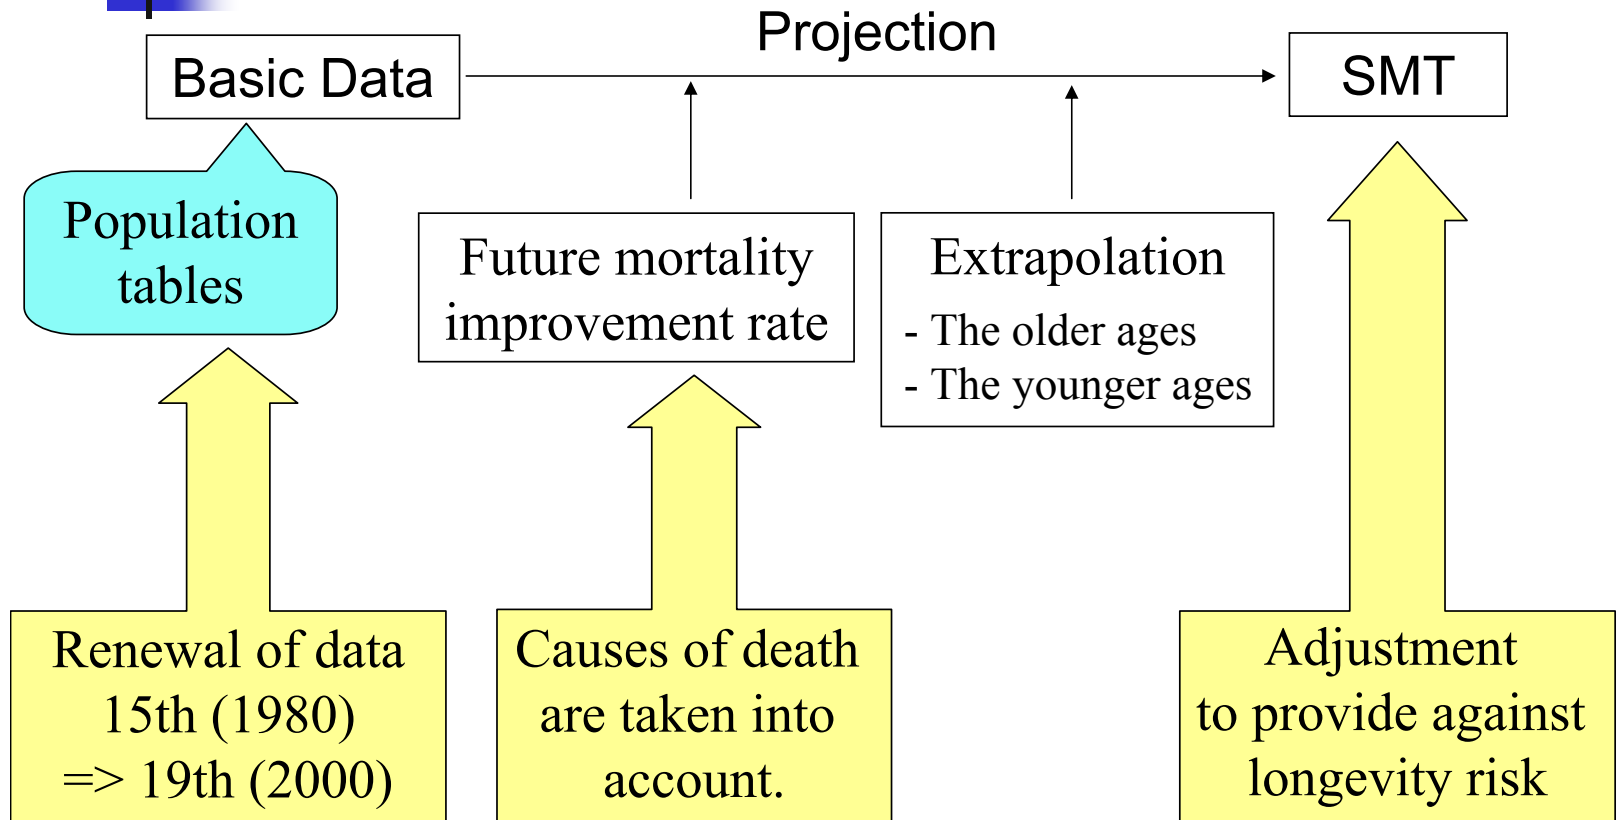 Projection
Basic Data
SMT
Population
tables
Future mortality
improvement rate
Extrapolation
- The older ages
- The younger ages
Renewal of data
15th (1980)
=> 19th (2000)
Causes of death
are taken into
account.
Adjustment
to provide against
longevity risk